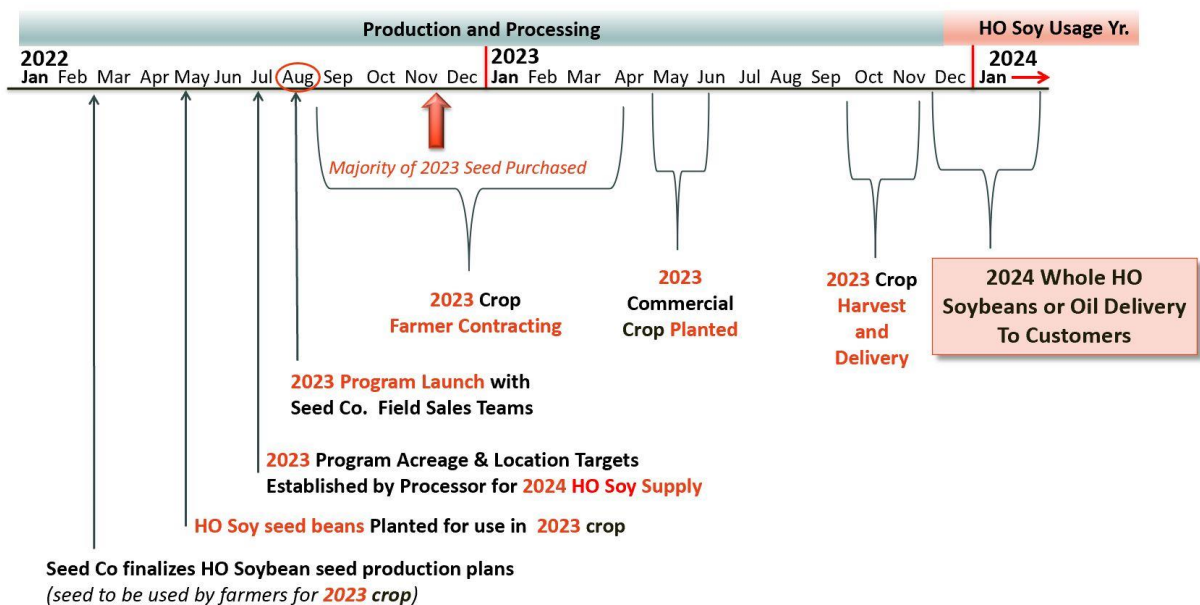 Production and Processing
HO Soy Usage Yr.
2022
2023
2024
Jan Feb Mar Apr May Jun Jul Aug Sep Oct Nov Dec Jan Feb Mar Apr May Jun Jul Aug Sep Oct Nov Dec Jan
Majority of 2023 Seed Purchased
2023 Crop
Farmer Contracting
2023
Commercial
Crop Planted
2023 Crop
Harvest
and
Delivery
2024 Whole HO
Soybeans or Oil Delivery
To Customers
2023 Program Launch with
Seed Co. Field Sales Teams
2023 Program Acreage & Location Targets
Established by Processor for 2024 HO Soy Supply
HO Soy seed beans Planted for use in 2023 crop
Seed Co finalizes HO Soybean seed production plans
(seed to be used by farmers for 2023 crop)